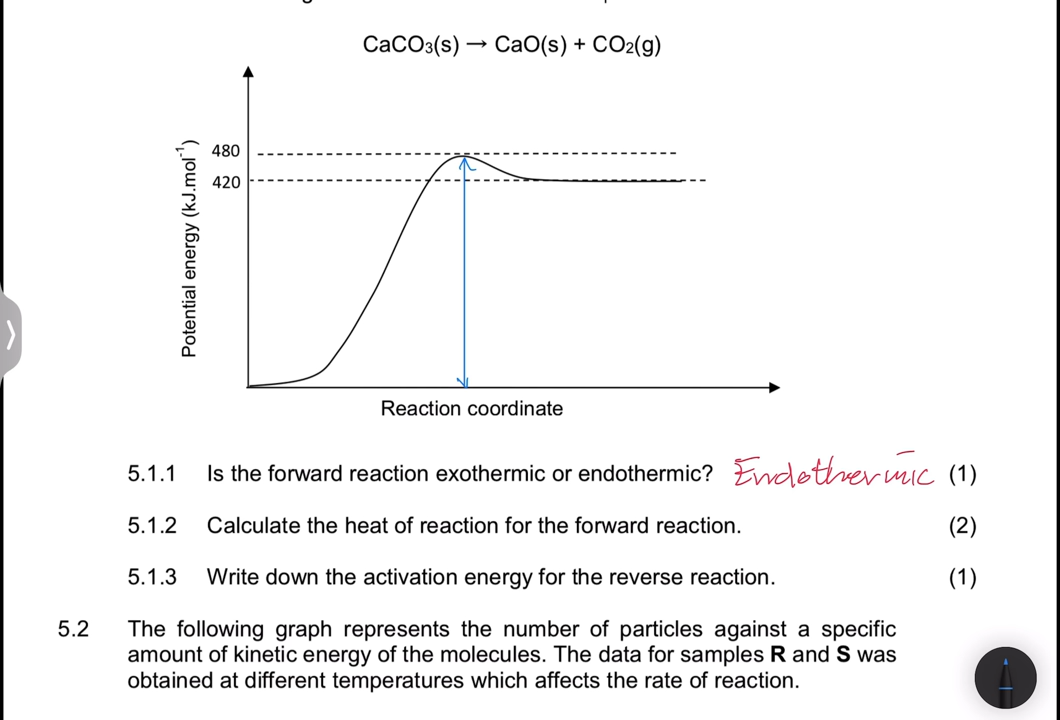 CaCO₃(s) → CaO(s) + CO₂(g)
Potential energy (kJ.mol⁻¹)
480
420
Reaction coordinate
5.1.1 Is the forward reaction exothermic or endothermic? Endothermic (1)
5.1.2 Calculate the heat of reaction for the forward reaction. (2)
5.1.3 Write down the activation energy for the reverse reaction. (1)
5.2 The following graph represents the number of particles against a specific
amount of kinetic energy of the molecules. The data for samples R and S was
obtained at different temperatures which affects the rate of reaction.